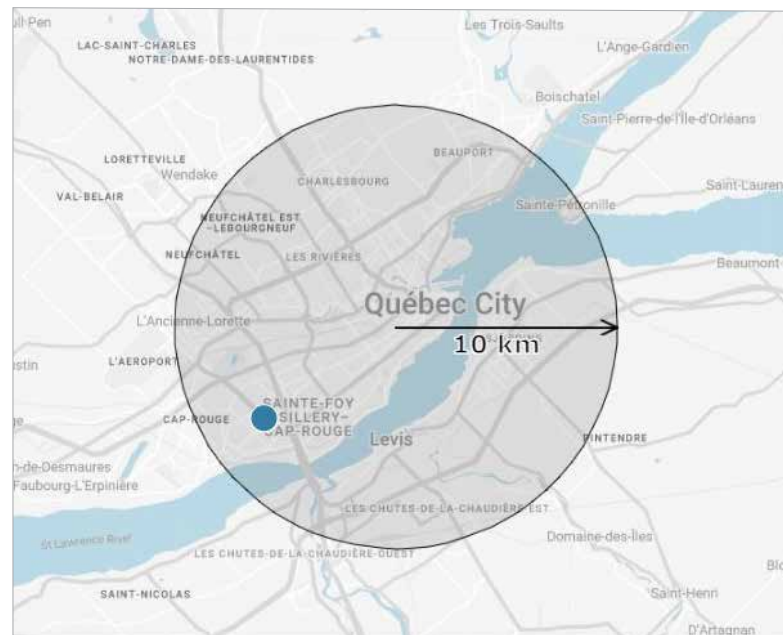 Les Trois-Saults
LAC-SAINT-CHARLES
L'Ange-Gardien
NOTRE-DAME-DES-LAURENTIDES
Boischatel
Saint-Pierre-de-l'Île-d'Orléans
BEAUPORT
LORETTEVILLE
Wendake
CHARLESBOURG
Saint-Lauren
VAL-BELAIR
Sainte-Pétronille
NEUFCHÂTEL EST
-LEBOURGNEUF
NEUFCHÂTEL
LES RIVIÈRES
Beaumont
Québec City
L'Ancienne-Lorette
10 km
L'AEROPORT
SAINTE-FOY
SILLERY–
CAP-ROUGE
CAP-ROUGE
Levis
PINTENDRE
n-de-Desmaures
Faubourg-L'Erpinière
LES CHUTES-DE-LA-CHAUDIÈRE-EST
St Lawrence River
Domaine-des-Îles
LES CHUTES-DE-LA-CHAUDIÈRE-OUEST
SAINT-NICOLAS
Saint-Henri
D'Artagnan